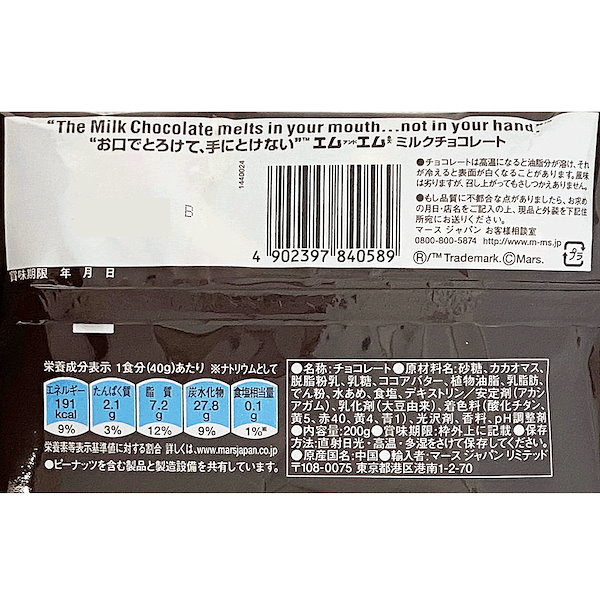 “The Milk Chocolate melts in your mouth...not in your hand.”
“お口でとろけて、手にとけない”™ エムアンドエムズ ミルクチョコレート
1440024
B
●チョコレートは高温になると油脂分が溶け、それ
が冷えると表面が白くなることがあります。風味
は劣りますが、召し上がってもさしつかえありません。
●もし品質に不都合な点がありましたら、お求め
の月日・店名をご記入の上、現品と外装を下記住
所宛にお送りください。
マース ジャパン お客様相談室
0800-800-5874 http://www.m-ms.jp
Ⓡ/™ Trademark. ⒸMars.
プラ
4 902397 840589
賞味期限 年 月 日
栄養成分表示 1食分(40g)あたり ※ナトリウムとして
エネルギー 191 kcal 9%
たんぱく質 2.1 g 3%
脂質 7.2 g 12%
炭水化物 27.8 g 9%
食塩相当量 0.1 g 1%※
栄養素等表示基準値に対する割合 詳しくは、www.marsjapan.co.jp
●ピーナッツを含む製品と製造設備を共有しています。
●名称:チョコレート●原材料名:砂糖、カカオマス、
脱脂粉乳、乳糖、ココアバター、植物油脂、乳脂肪、
でん粉、水あめ、食塩、デキストリン/安定剤(アカシ
アガム)、乳化剤(大豆由来)、着色料(酸化チタン、
黄5、赤40、黄4、青1)、光沢剤、香料、pH調整剤
●内容量:200g●賞味期限:枠外上に記載●保存
方法:直射日光・高温・多湿をさけて保存してください。
●原産国名:中国●輸入者:マース ジャパン リミテッド
〒108-0075 東京都港区港南1-2-70